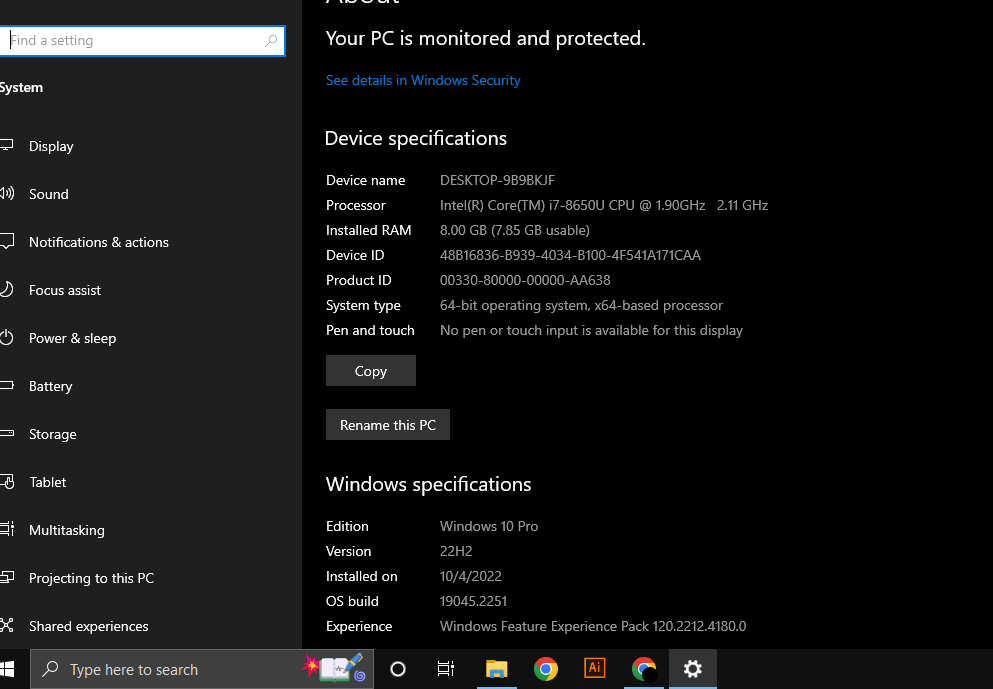 About
Find a setting
System
Display
Sound
Notifications & actions
Focus assist
Power & sleep
Battery
Storage
Tablet
Multitasking
Projecting to this PC
Shared experiences
Your PC is monitored and protected.
See details in Windows Security
Device specifications
Device name DESKTOP-9B9BKJF
Processor Intel(R) Core(TM) i7-8650U CPU @ 1.90GHz 2.11 GHz
Installed RAM 8.00 GB (7.85 GB usable)
Device ID 48B16836-B939-4034-B100-4F541A171CAA
Product ID 00330-80000-00000-AA638
System type 64-bit operating system, x64-based processor
Pen and touch No pen or touch input is available for this display
Copy
Rename this PC
Windows specifications
Edition Windows 10 Pro
Version 22H2
Installed on 10/4/2022
OS build 19045.2251
Experience Windows Feature Experience Pack 120.2212.4180.0
Type here to search
Ai